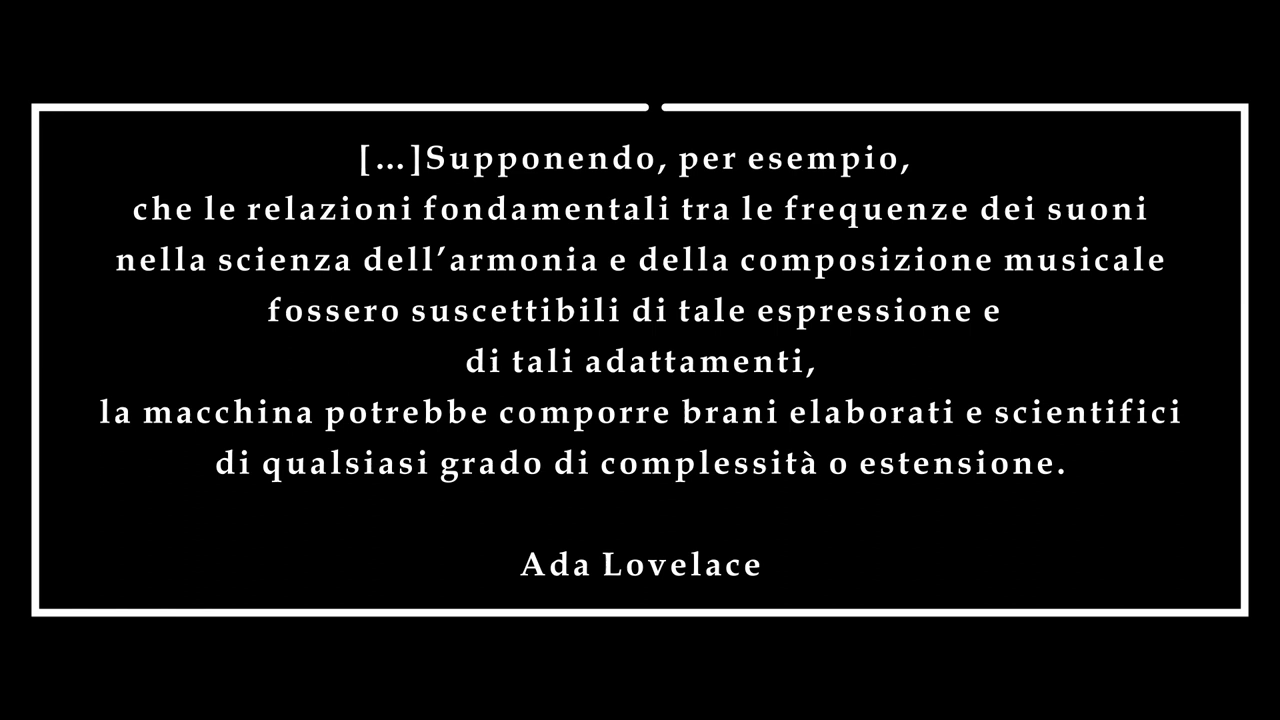 […]Supponendo, per esempio,
che le relazioni fondamentali tra le frequenze dei suoni
nella scienza dell’armonia e della composizione musicale
fossero suscettibili di tale espressione e
di tali adattamenti,
la macchina potrebbe comporre brani elaborati e scientifici
di qualsiasi grado di complessità o estensione.
Ada Lovelace